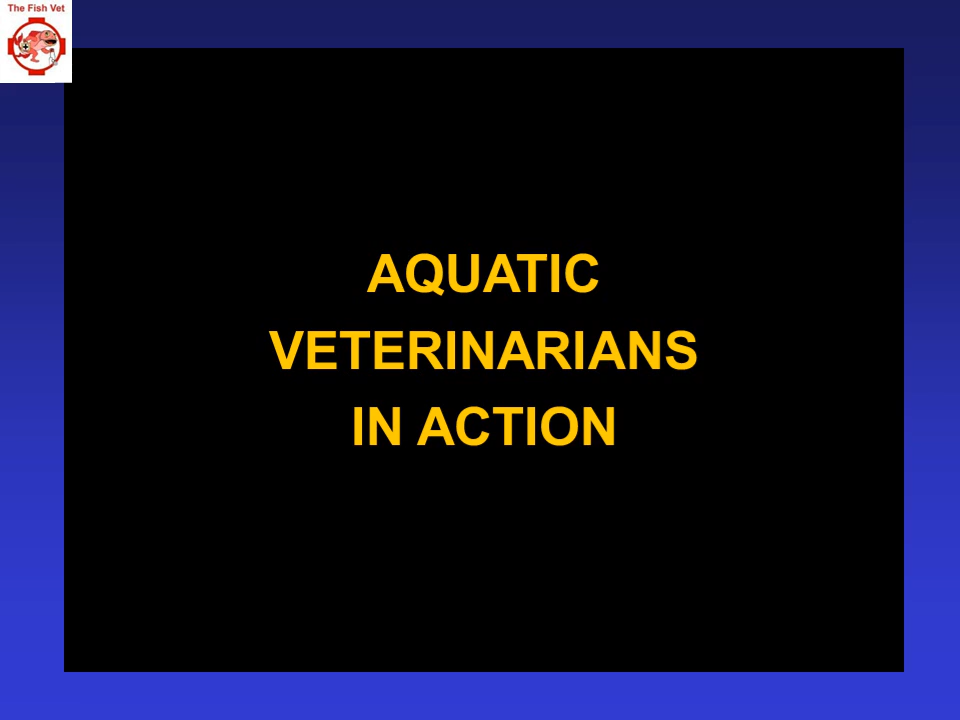 The Fish Vet
AQUATIC
VETERINARIANS
IN ACTION